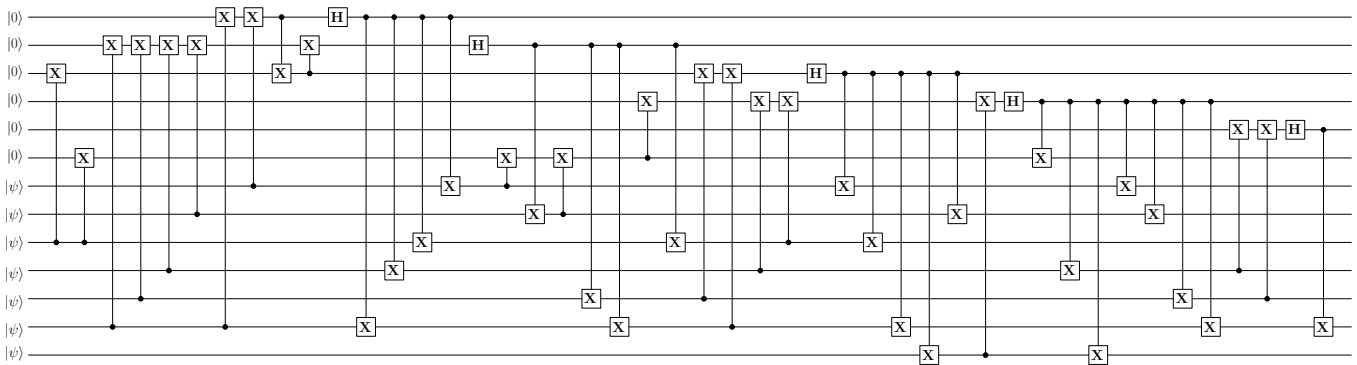 |0⟩ X X H
|0⟩ X X X X X H
|0⟩ X X X X H
|0⟩ X X X X H
|0⟩ X X H
|0⟩ X X X X
|ψ⟩ X X X
|ψ⟩ X X X
|ψ⟩ X X X
|ψ⟩ X X
|ψ⟩ X X
|ψ⟩ X X X X X
|ψ⟩ X X